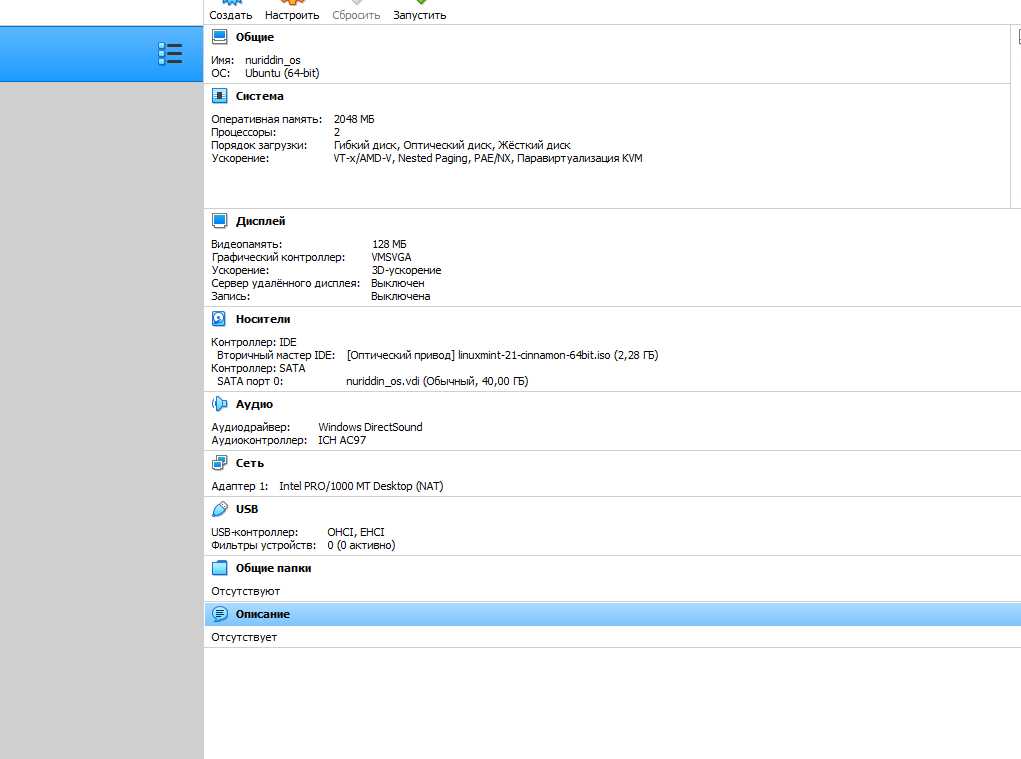 Создать Настроить Сбросить Запустить
Общие
Имя: nuriddin_os
ОС: Ubuntu (64-bit)
Система
Оперативная память: 2048 МБ
Процессоры: 2
Порядок загрузки: Гибкий диск, Оптический диск, Жёсткий диск
Ускорение: VT-x/AMD-V, Nested Paging, PAE/NX, Паравиртуализация KVM
Дисплей
Видеопамять: 128 МБ
Графический контроллер: VMSVGA
Ускорение: 3D-ускорение
Сервер удалённого дисплея: Выключен
Запись: Выключена
Носители
Контроллер: IDE
Вторичный мастер IDE: [Оптический привод] linuxmint-21-cinnamon-64bit.iso (2,28 ГБ)
Контроллер: SATA
SATA порт 0: nuriddin_os.vdi (Обычный, 40,00 ГБ)
Аудио
Аудиодрайвер: Windows DirectSound
Аудиоконтроллер: ICH AC97
Сеть
Адаптер 1: Intel PRO/1000 MT Desktop (NAT)
USB
USB-контроллер: OHCI, EHCI
Фильтры устройств: 0 (0 активно)
Общие папки
Отсутствуют
Описание
Отсутствует